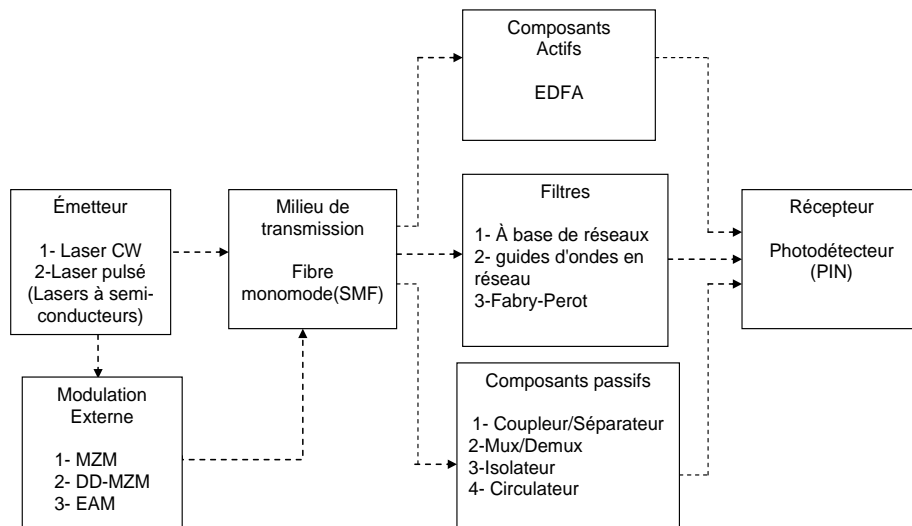 Émetteur
1- Laser CW
2-Laser pulsé
(Lasers à semi-
conducteurs)
Modulation
Externe
1- MZM
2- DD-MZM
3- EAM
Milieu de
transmission
Fibre
monomode(SMF)
Composants
Actifs
EDFA
Filtres
1- À base de réseaux
2- guides d'ondes en
réseau
3-Fabry-Perot
Composants passifs
1- Coupleur/Séparateur
2-Mux/Demux
3-Isolateur
4- Circulateur
Récepteur
Photodétecteur
(PIN)